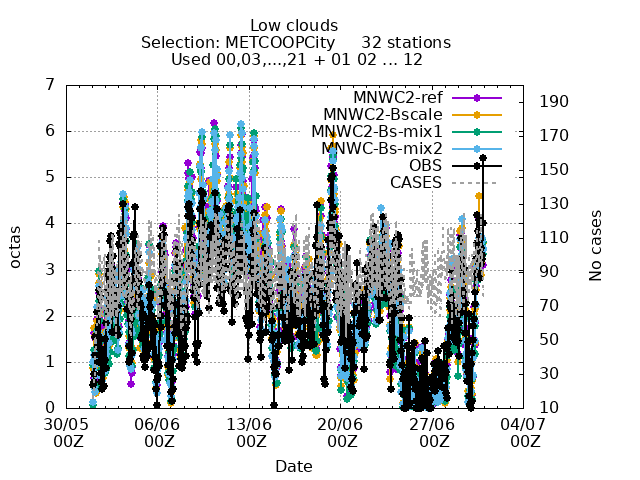 Low clouds
Selection: METCOOPCity 32 stations
Used 00,03,...,21 + 01 02 ... 12
MNWC2-ref
MNWC2-Bscale
MNWC2-Bs-mix1
MNWC-Bs-mix2
OBS
CASES
octas
7
6
5
4
3
2
1
0
No cases
190
170
150
130
110
90
70
50
30
10
30/05 06/06 13/06 20/06 27/06 04/07
00Z 00Z 00Z 00Z 00Z 00Z
Date